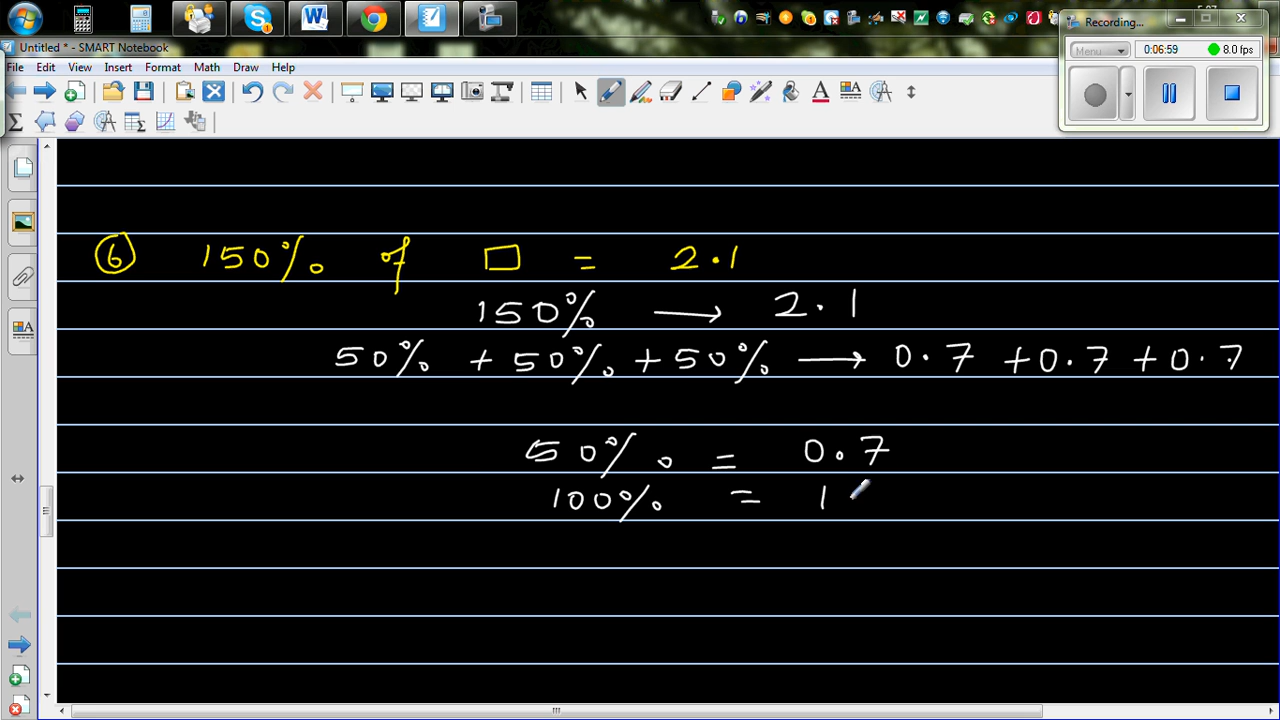 Untitled * - SMART Notebook
File Edit View Insert Format Math Draw Help
Recording...
Menu 0:06:59 8.0 fps
⑥ 150% of □ = 2.1
150% → 2.1
50% + 50% + 50% → 0.7 + 0.7 + 0.7
50% = 0.7
100% = 1